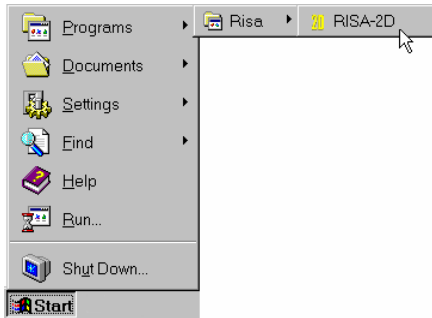 Programs
Risa
RISA-2D
Documents
Settings
Find
Help
Run...
Shut Down...
Start